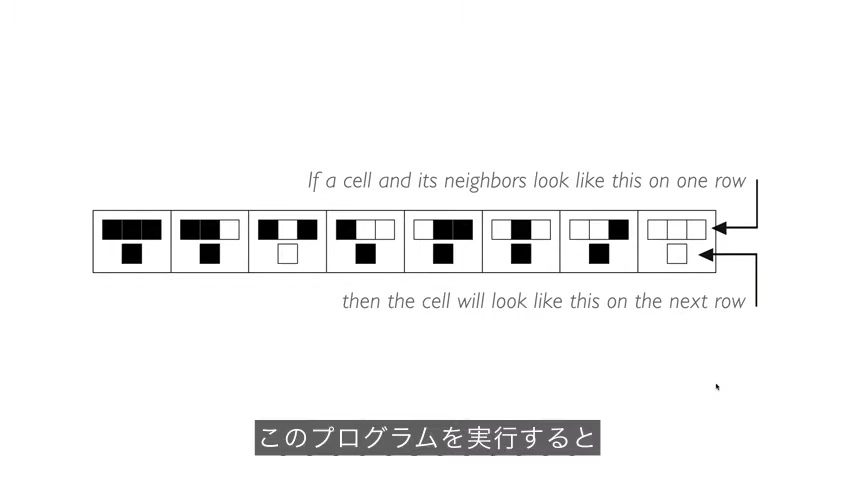 If a cell and its neighbors look like this on one row
then the cell will look like this on the next row
このプログラムを実行すると